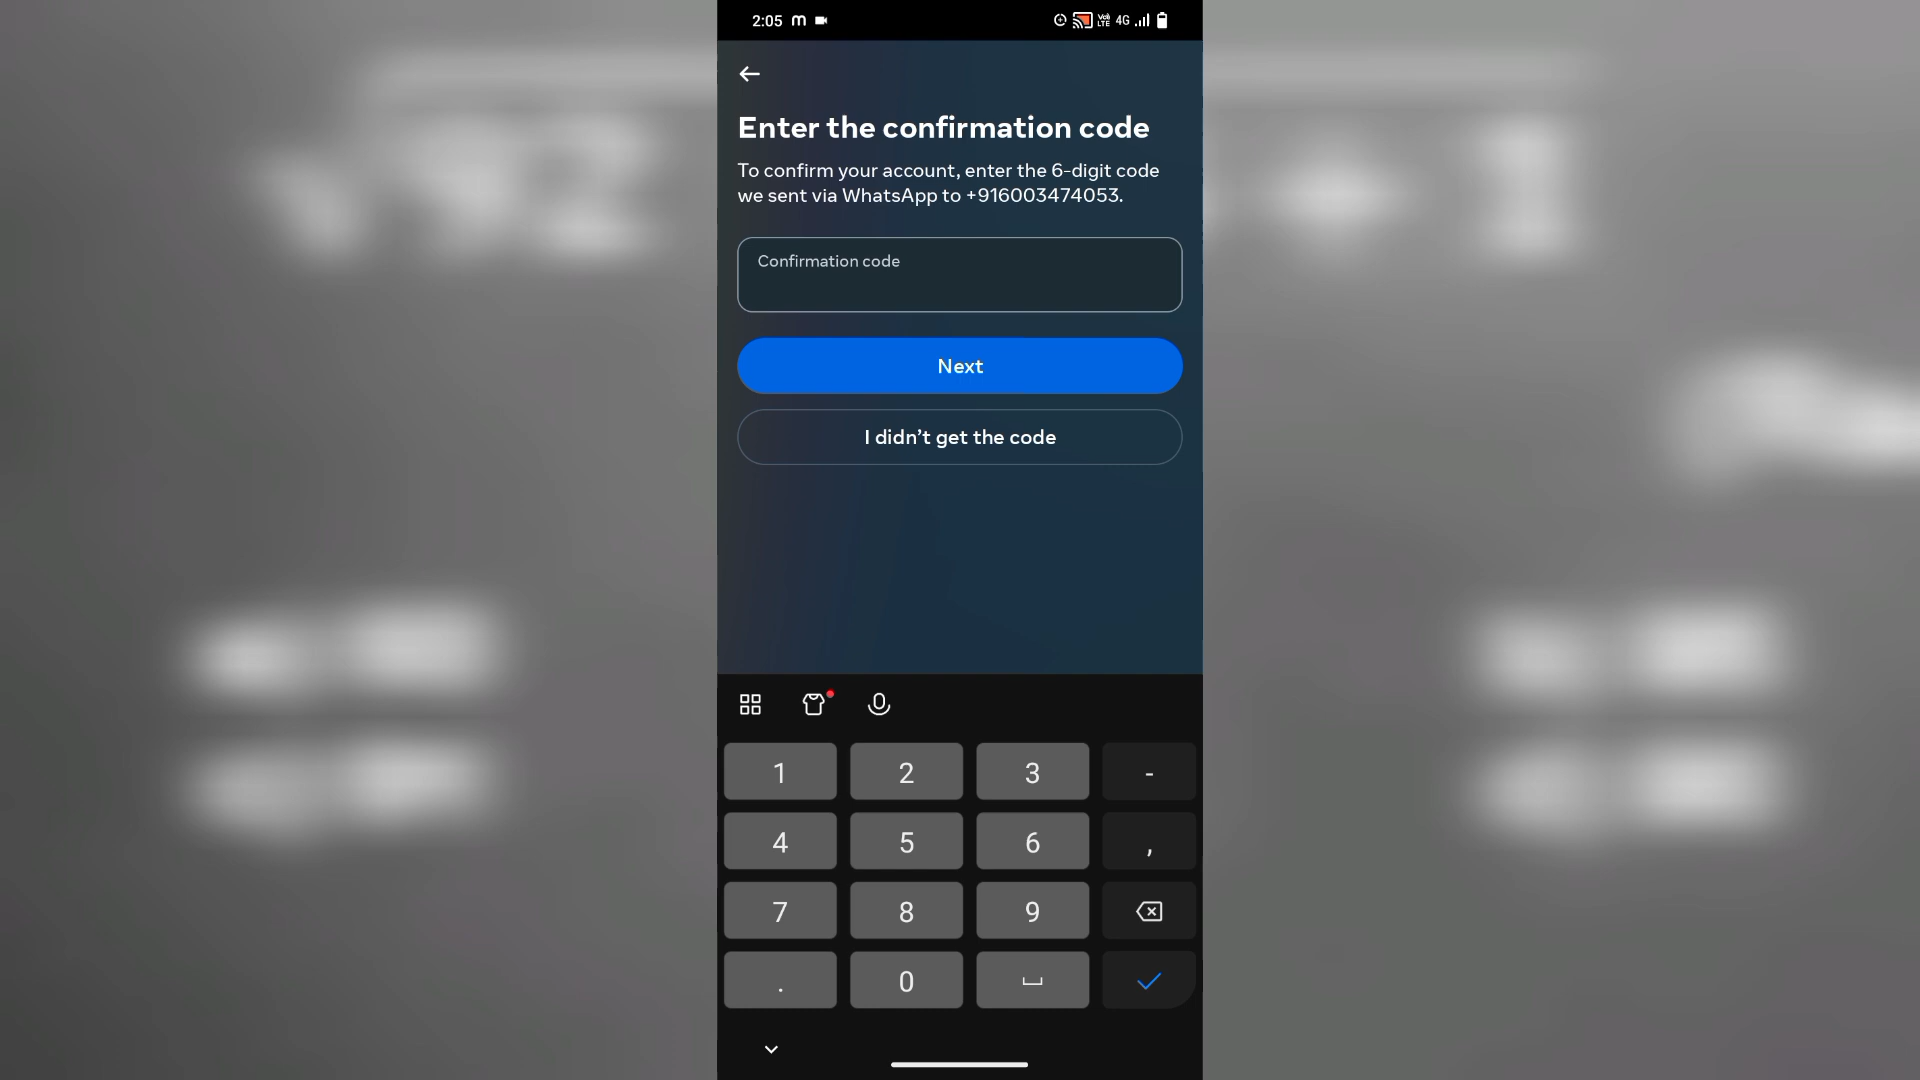 2:05
VoLTE 4G
Enter the confirmation code
To confirm your account, enter the 6-digit code
we sent via WhatsApp to +916003474053.
Confirmation code
Next
I didn’t get the code
1 2 3 -
4 5 6 ,
7 8 9
. 0